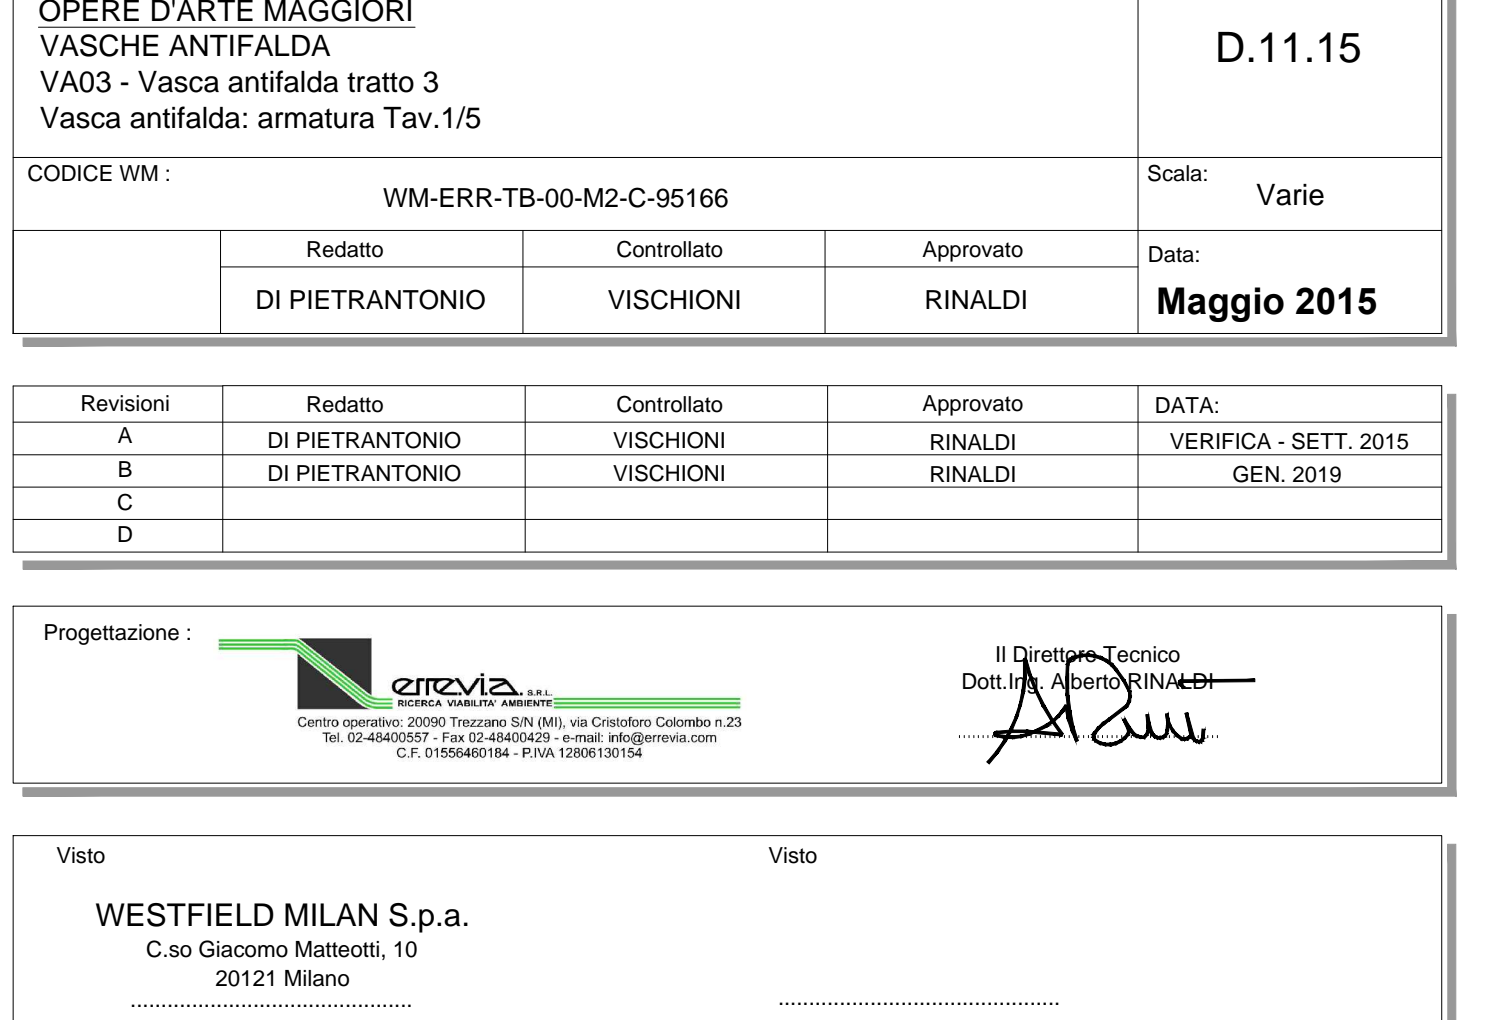 OPERE D'ARTE MAGGIORI
VASCHE ANTIFALDA
VA03 - Vasca antifalda tratto 3
Vasca antifalda: armatura Tav.1/5
D.11.15
CODICE WM :
WM-ERR-TB-00-M2-C-95166
Scala:
Varie
Redatto Controllato Approvato
Data:
DI PIETRANTONIO VISCHIONI RINALDI
Maggio 2015
Revisioni Redatto Controllato Approvato DATA:
A DI PIETRANTONIO VISCHIONI RINALDI VERIFICA - SETT. 2015
B DI PIETRANTONIO VISCHIONI RINALDI GEN. 2019
C
D
Progettazione :
errevia. S.R.L.
RICERCA VIABILITA' AMBIENTE
Centro operativo: 20090 Trezzano S/N (MI), via Cristoforo Colombo n.23
Tel. 02-48400557 - Fax 02-48400429 - e-mail: info@errevia.com
C.F. 01556460184 - P.IVA 12806130154
Il Direttore Tecnico
Dott.Ing. Alberto RINALDI
Visto
WESTFIELD MILAN S.p.a.
C.so Giacomo Matteotti, 10
20121 Milano
Visto